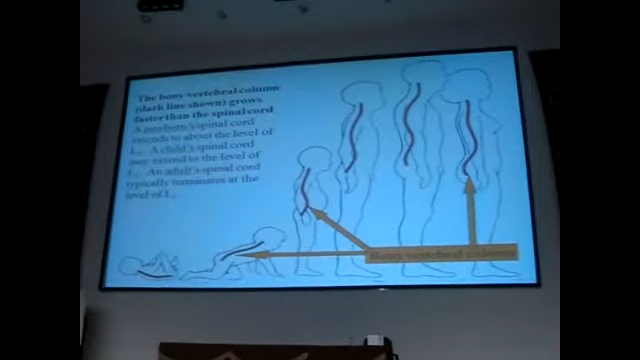 The bony vertebral column
(dark line shown) grows
faster than the spinal cord
A newborn's spinal cord
extends to about the level of
A child's spinal cord
may extend to the level of
An adult's spinal cord
typically terminates at the
level of L
Bony vertebral column